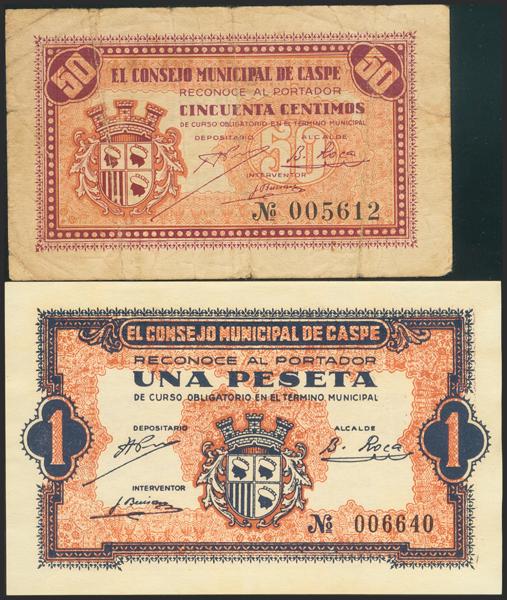 50 50
EL CONSEJO MUNICIPAL DE CASPE
RECONOCE AL PORTADOR
CINCUENTA CENTIMOS
DE CURSO OBLIGATORIO EN EL TERMINO MUNICIPAL
DEPOSITARIO ALCALDE
50
B. Roca
INTERVENTOR
Nº 005612
EL CONSEJO MUNICIPAL DE CASPE
RECONOCE AL PORTADOR
UNA PESETA
DE CURSO OBLIGATORIO EN EL TERMINO MUNICIPAL
DEPOSITARIO ALCALDE
1 1
B. Roca
INTERVENTOR
Nº 006640